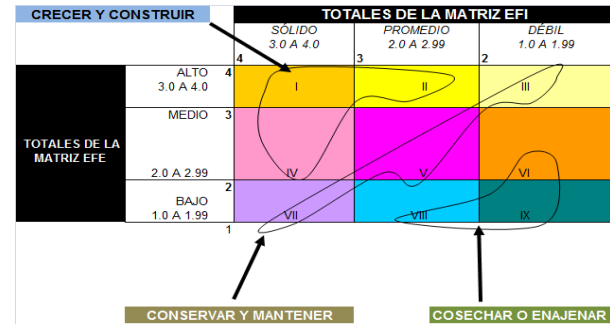 CRECER Y CONSTRUIR
TOTALES DE LA MATRIZ EFI
SÓLIDO PROMEDIO DÉBIL
3.0 A 4.0 2.0 A 2.99 1.0 A 1.99
4 3 2
ALTO 4
3.0 A 4.0
I II III
MEDIO 3
TOTALES DE LA
MATRIZ EFE
2.0 A 2.99
IV V VI
2
BAJO
1.0 A 1.99
VII VIII IX
1
CONSERVAR Y MANTENER
COSECHAR O ENAJENAR